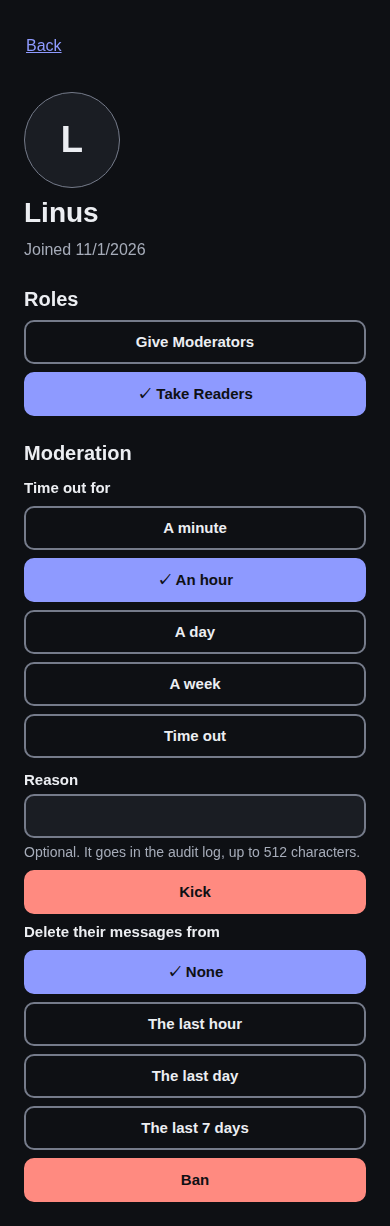 Back
L
Linus
Joined 11/1/2026
Roles
Give Moderators
✓ Take Readers
Moderation
Time out for
A minute
✓ An hour
A day
A week
Time out
Reason
Optional. It goes in the audit log, up to 512 characters.
Kick
Delete their messages from
✓ None
The last hour
The last day
The last 7 days
Ban